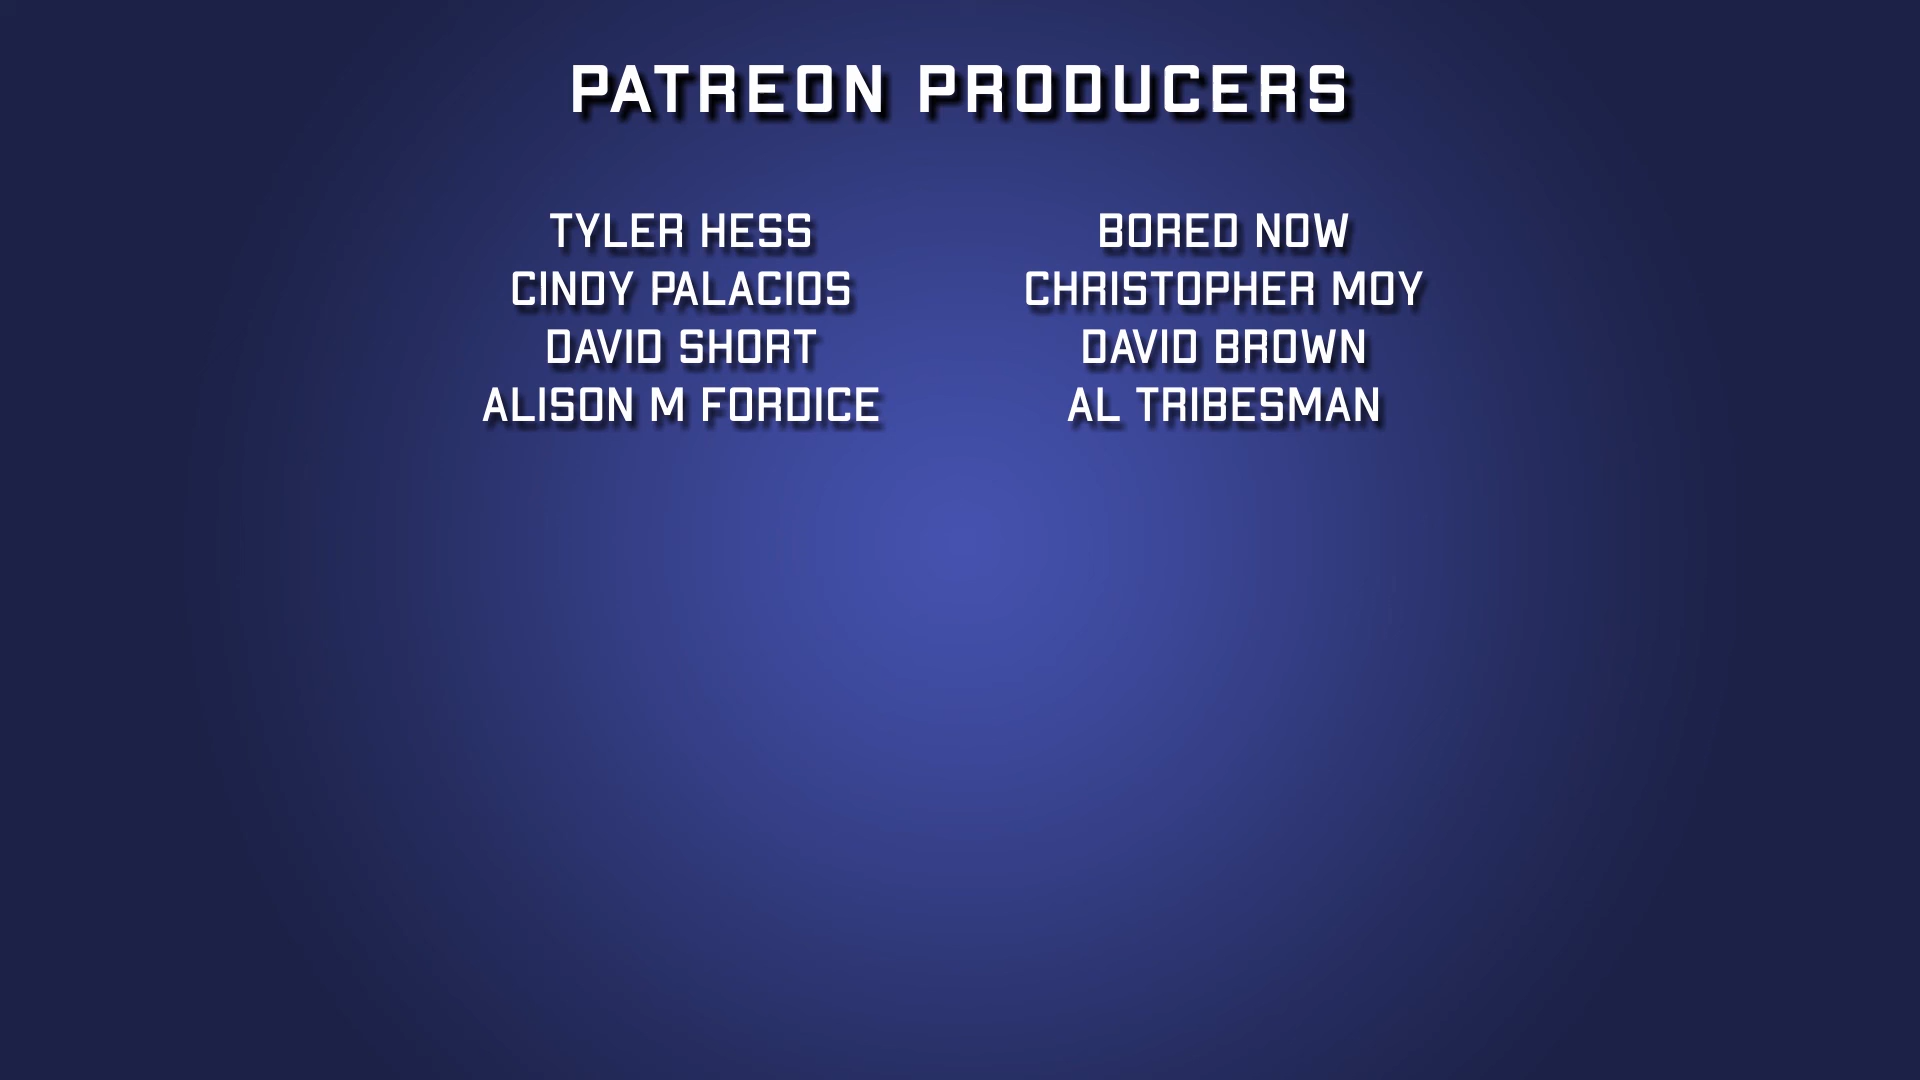 PATREON PRODUCERS
TYLER HESS
CINDY PALACIOS
DAVID SHORT
ALISON M FORDICE
BORED NOW
CHRISTOPHER MOY
DAVID BROWN
AL TRIBESMAN